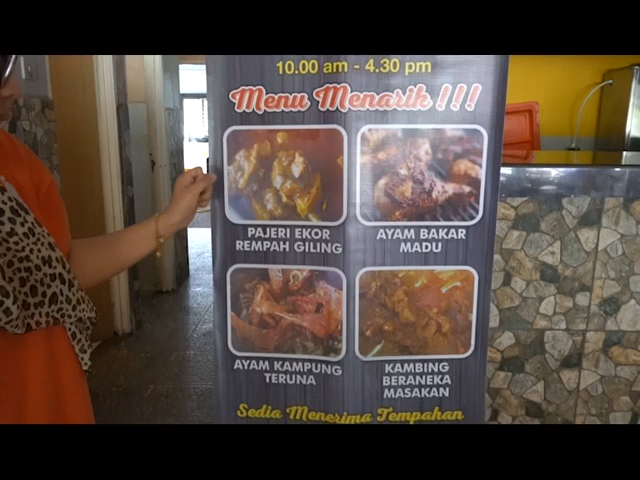 10.00 am - 4.30 pm
Menu Menarik !!!
PAJERI EKOR
REMPAH GILING
AYAM BAKAR
MADU
AYAM KAMPUNG
TERUNA
KAMBING
BERANEKA
MASAKAN
Sedia Menerima Tempahan